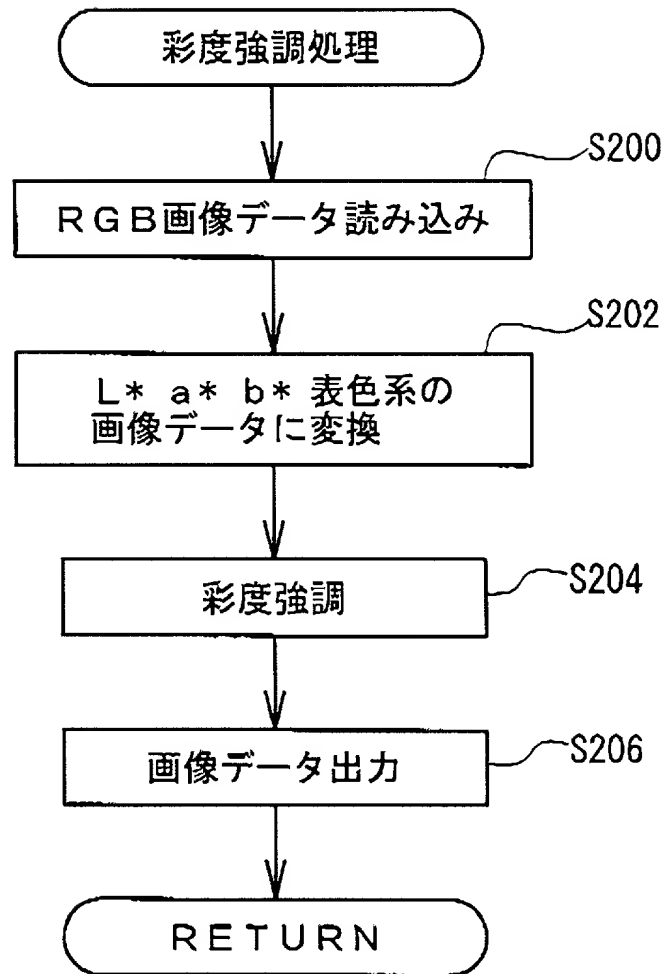 彩度強調処理
S200
RGB画像データ読み込み
S202
L* a* b* 表色系の
画像データに変換
S204
彩度強調
S206
画像データ出力
RETURN